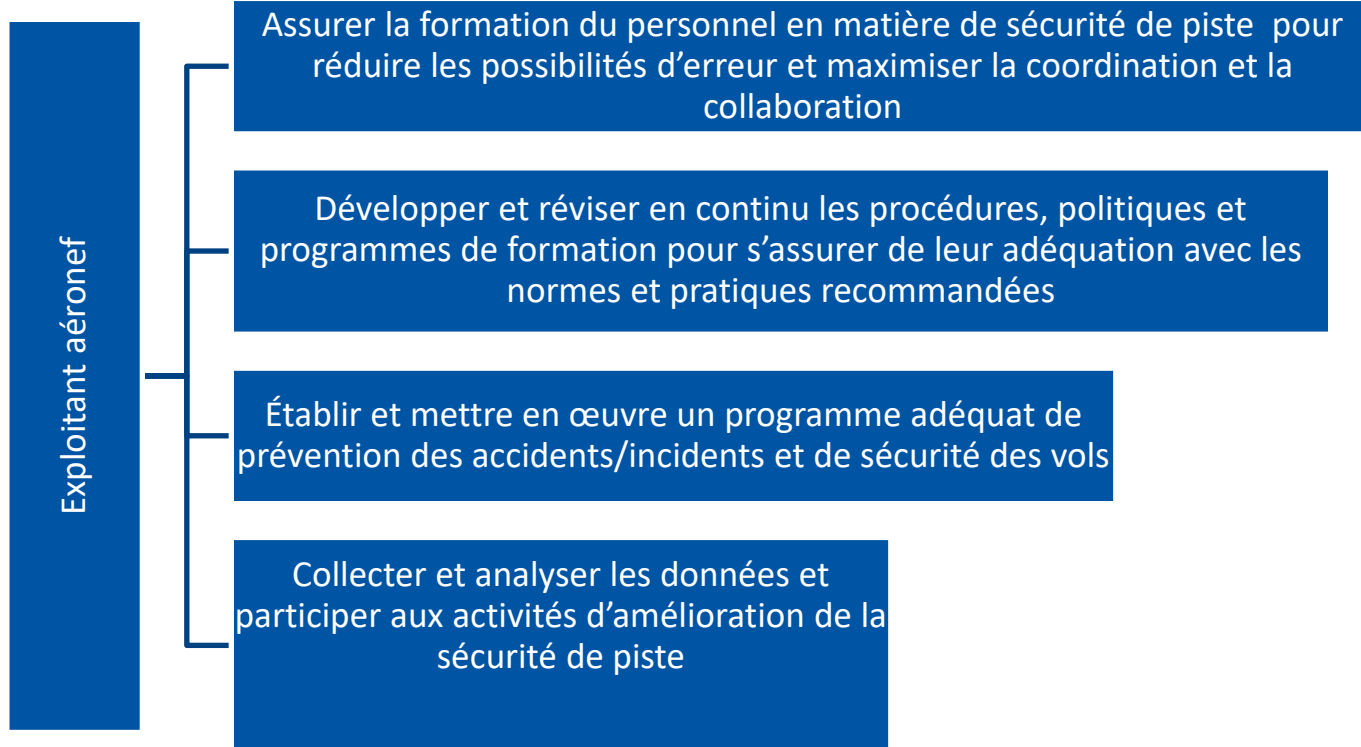 Exploitant aéronef
Assurer la formation du personnel en matière de sécurité de piste  pour
réduire les possibilités d’erreur et maximiser la coordination et la
collaboration
Développer et réviser en continu les procédures, politiques et
programmes de formation pour s’assurer de leur adéquation avec les
normes et pratiques recommandées
Établir et mettre en œuvre un programme adéquat de
prévention des accidents/incidents et de sécurité des vols
Collecter et analyser les données et
participer aux activités d’amélioration de la
sécurité de piste